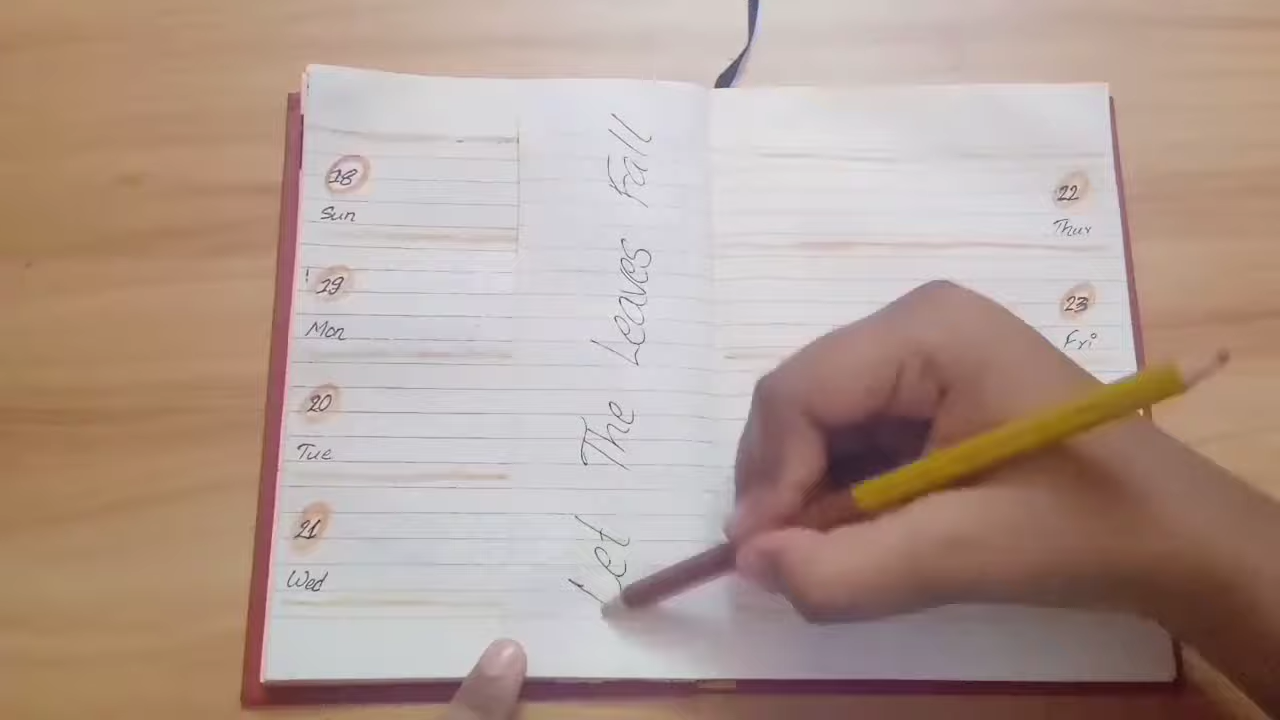 18
Sun
19
Mon
20
Tue
21
Wed
Let The Leaves Fall
22
Thur
23
Fri